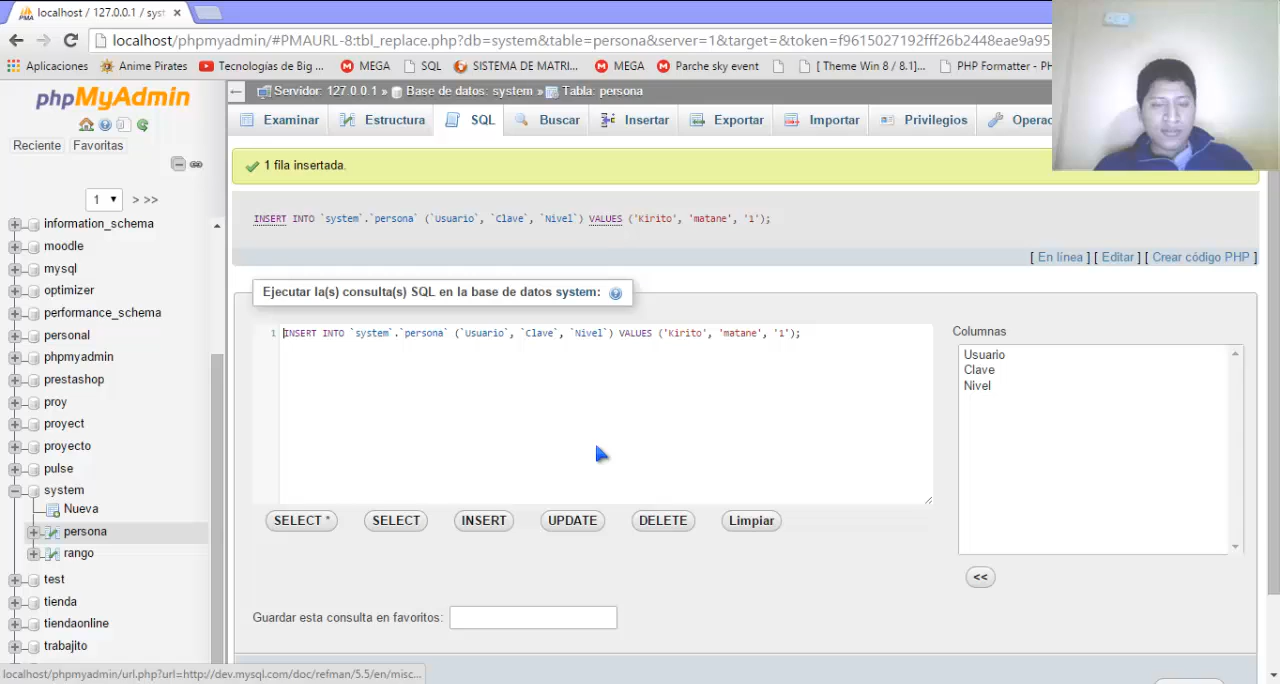 localhost / 127.0.0.1 / syst
localhost/phpmyadmin/#PMAURL-8:tbl_replace.php?db=system&table=persona&server=1&target=&token=f9615027192fff26b2448eae9a95
Aplicaciones Anime Pirates Tecnologías de Big ... MEGA SQL SISTEMA DE MATRI... MEGA Parche sky event [ Theme Win 8 / 8.1]... PHP Formatter - PH
phpMyAdmin
Reciente Favoritas
1 > >>
information_schema
moodle
mysql
optimizer
performance_schema
personal
phpmyadmin
prestashop
proy
proyect
proyecto
pulse
system
Nueva
persona
rango
test
tienda
tiendaonline
trabajito
Servidor: 127.0.0.1 » Base de datos: system » Tabla: persona
Examinar Estructura SQL Buscar Insertar Exportar Importar Privilegios Operac
1 fila insertada.
INSERT INTO `system`.`persona` (`Usuario`, `Clave`, `Nivel`) VALUES ('Kirito', 'matane', '1');
[ En línea ] [ Editar ] [ Crear código PHP ]
Ejecutar la(s) consulta(s) SQL en la base de datos system:
1 INSERT INTO `system`.`persona` (`Usuario`, `Clave`, `Nivel`) VALUES ('Kirito', 'matane', '1');
Columnas
Usuario
Clave
Nivel
SELECT * SELECT INSERT UPDATE DELETE Limpiar
<<
Guardar esta consulta en favoritos:
localhost/phpmyadmin/url.php?url=http://dev.mysql.com/doc/refman/5.5/en/misc...